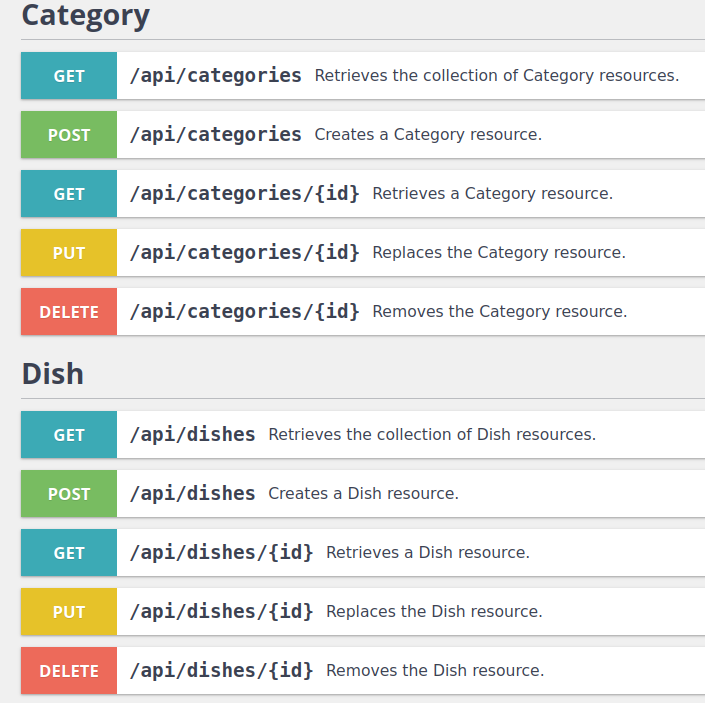 Category
GET /api/categories Retrieves the collection of Category resources.
POST /api/categories Creates a Category resource.
GET /api/categories/{id} Retrieves a Category resource.
PUT /api/categories/{id} Replaces the Category resource.
DELETE /api/categories/{id} Removes the Category resource.
Dish
GET /api/dishes Retrieves the collection of Dish resources.
POST /api/dishes Creates a Dish resource.
GET /api/dishes/{id} Retrieves a Dish resource.
PUT /api/dishes/{id} Replaces the Dish resource.
DELETE /api/dishes/{id} Removes the Dish resource.